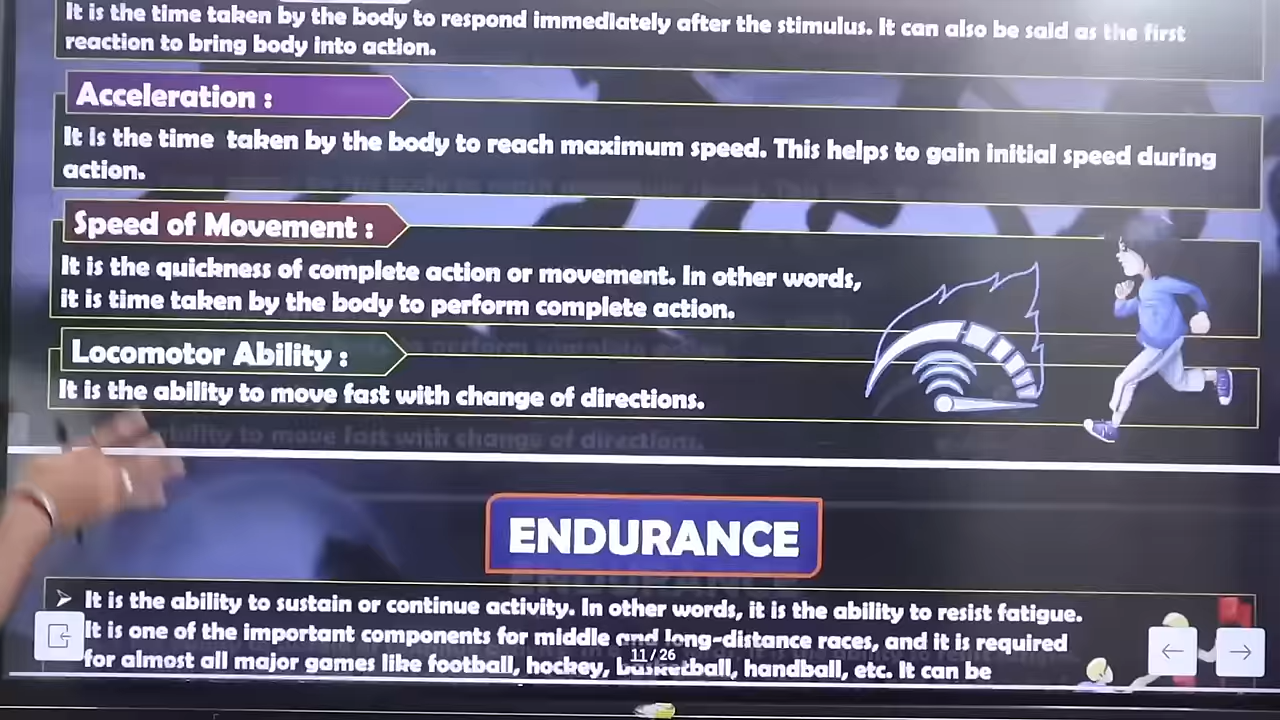 It is the time taken by the body to respond immediately after the stimulus. It can also be said as the first
reaction to bring body into action.
Acceleration :
It is the time taken by the body to reach maximum speed. This helps to gain initial speed during
action.
Speed of Movement :
It is the quickness of complete action or movement. In other words,
it is time taken by the body to perform complete action.
Locomotor Ability :
It is the ability to move fast with change of directions.
ENDURANCE
➤ It is the ability to sustain or continue activity. In other words, it is the ability to resist fatigue.
It is one of the important components for middle and long-distance races, and it is required
for almost all major games like football, hockey, basketball, handball, etc. It can be
11 / 26